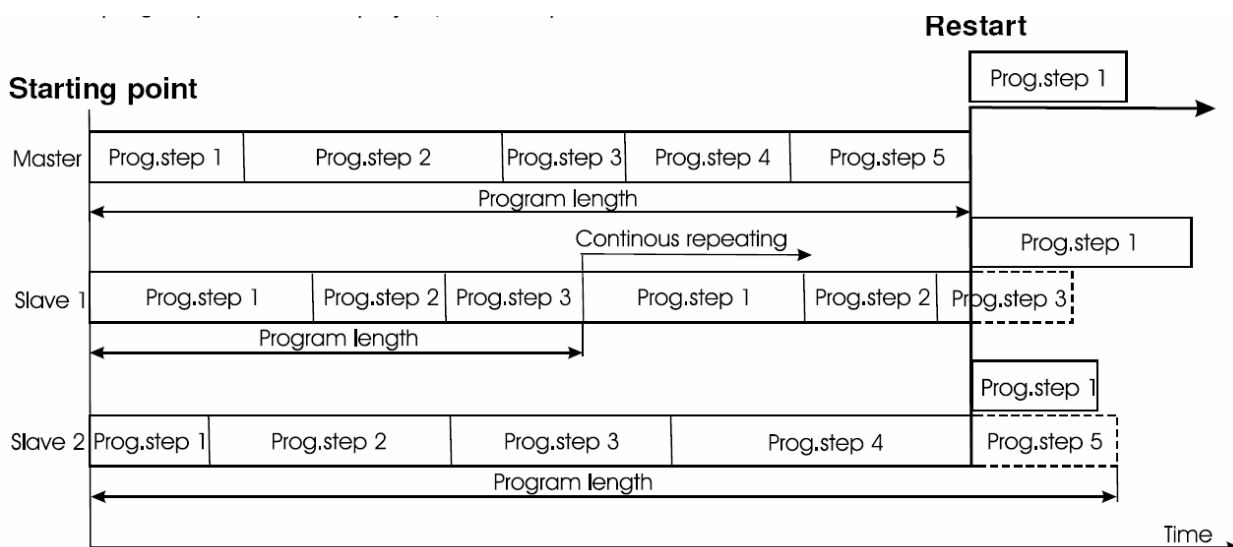 Restart
Prog.step 1
Starting point
Master Prog.step 1 Prog.step 2 Prog.step 3 Prog.step 4 Prog.step 5
Program length
Continous repeating
Prog.step 1
Slave 1 Prog.step 1 Prog.step 2 Prog.step 3 Prog.step 1 Prog.step 2 Prog.step 3
Program length
Prog.step 1
Slave 2 Prog.step 1 Prog.step 2 Prog.step 3 Prog.step 4 Prog.step 5
Program length
Time